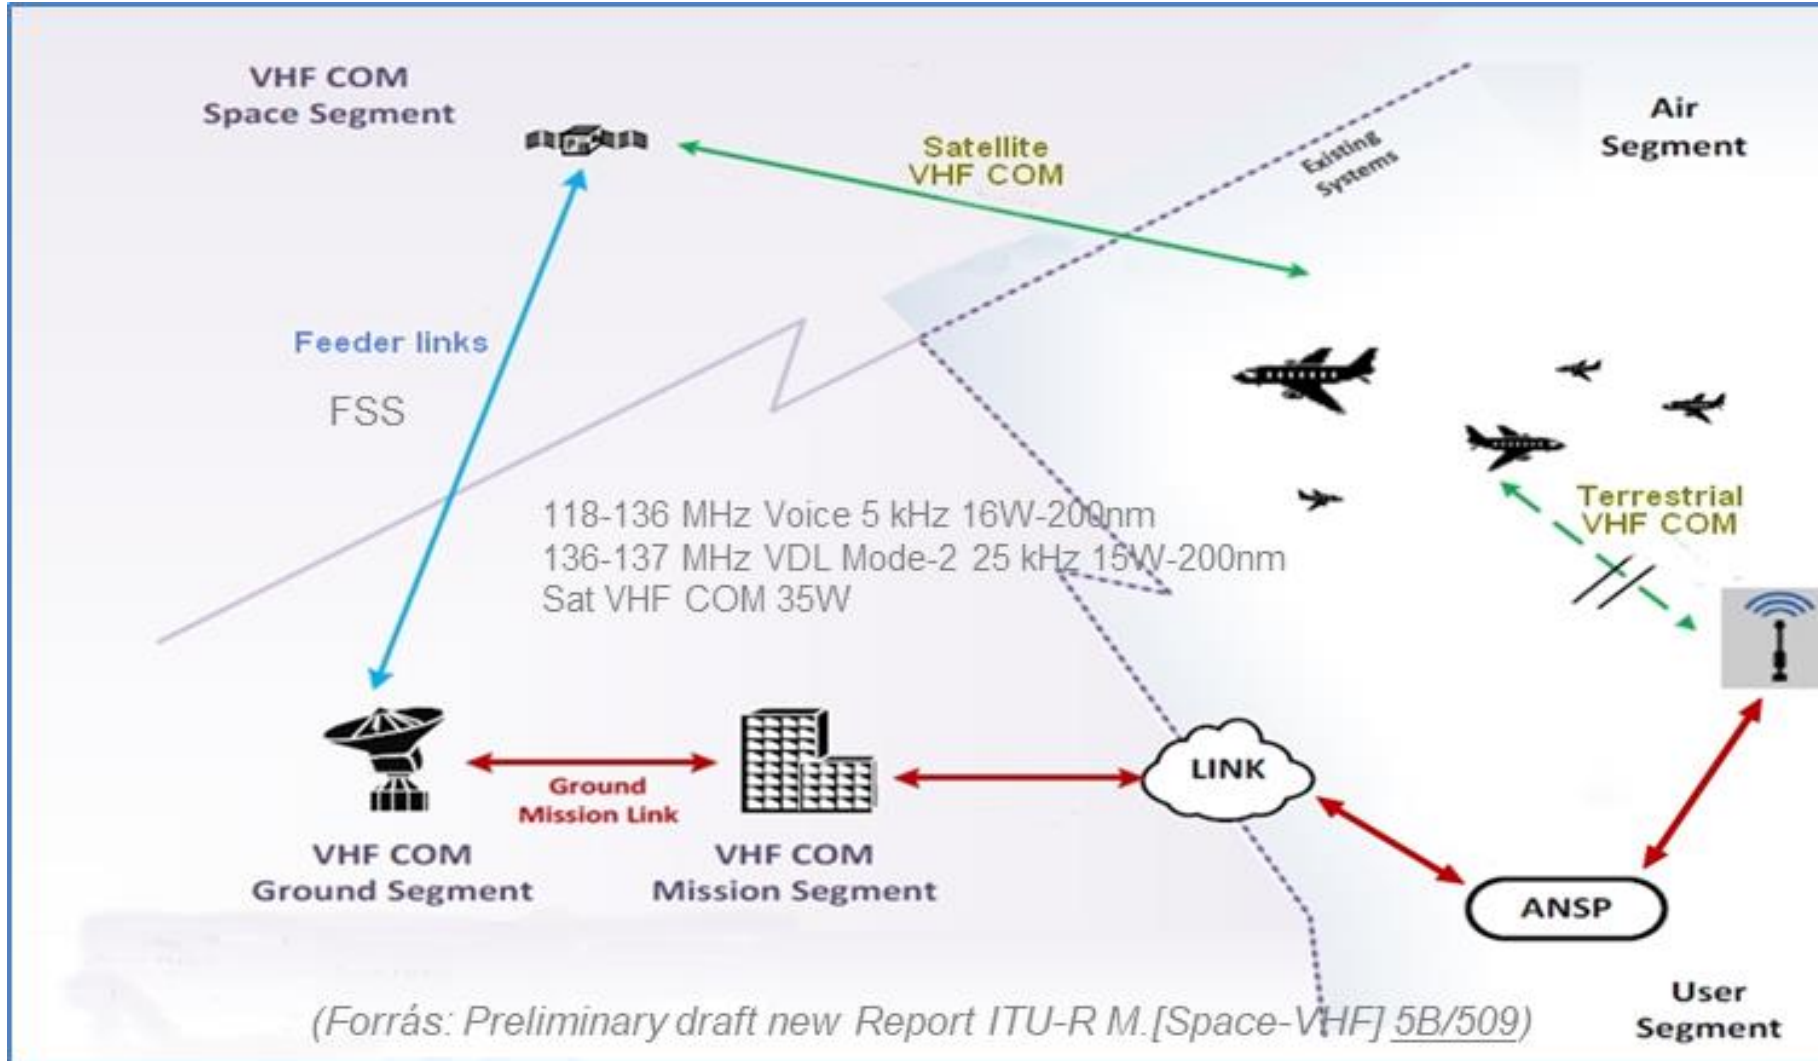 VHF COM
Space Segment
Air
Segment
Satellite
VHF COM
Existing
Systems
Feeder links
FSS
118-136 MHz Voice 5 kHz 16W-200nm
136-137 MHz VDL Mode-2 25 kHz 15W-200nm
Sat VHF COM 35W
Terrestrial
VHF COM
Ground
Mission Link
LINK
VHF COM
Ground Segment
VHF COM
Mission Segment
ANSP
User
Segment
(Forrás: Preliminary draft new Report ITU-R M.[Space-VHF] 5B/509)